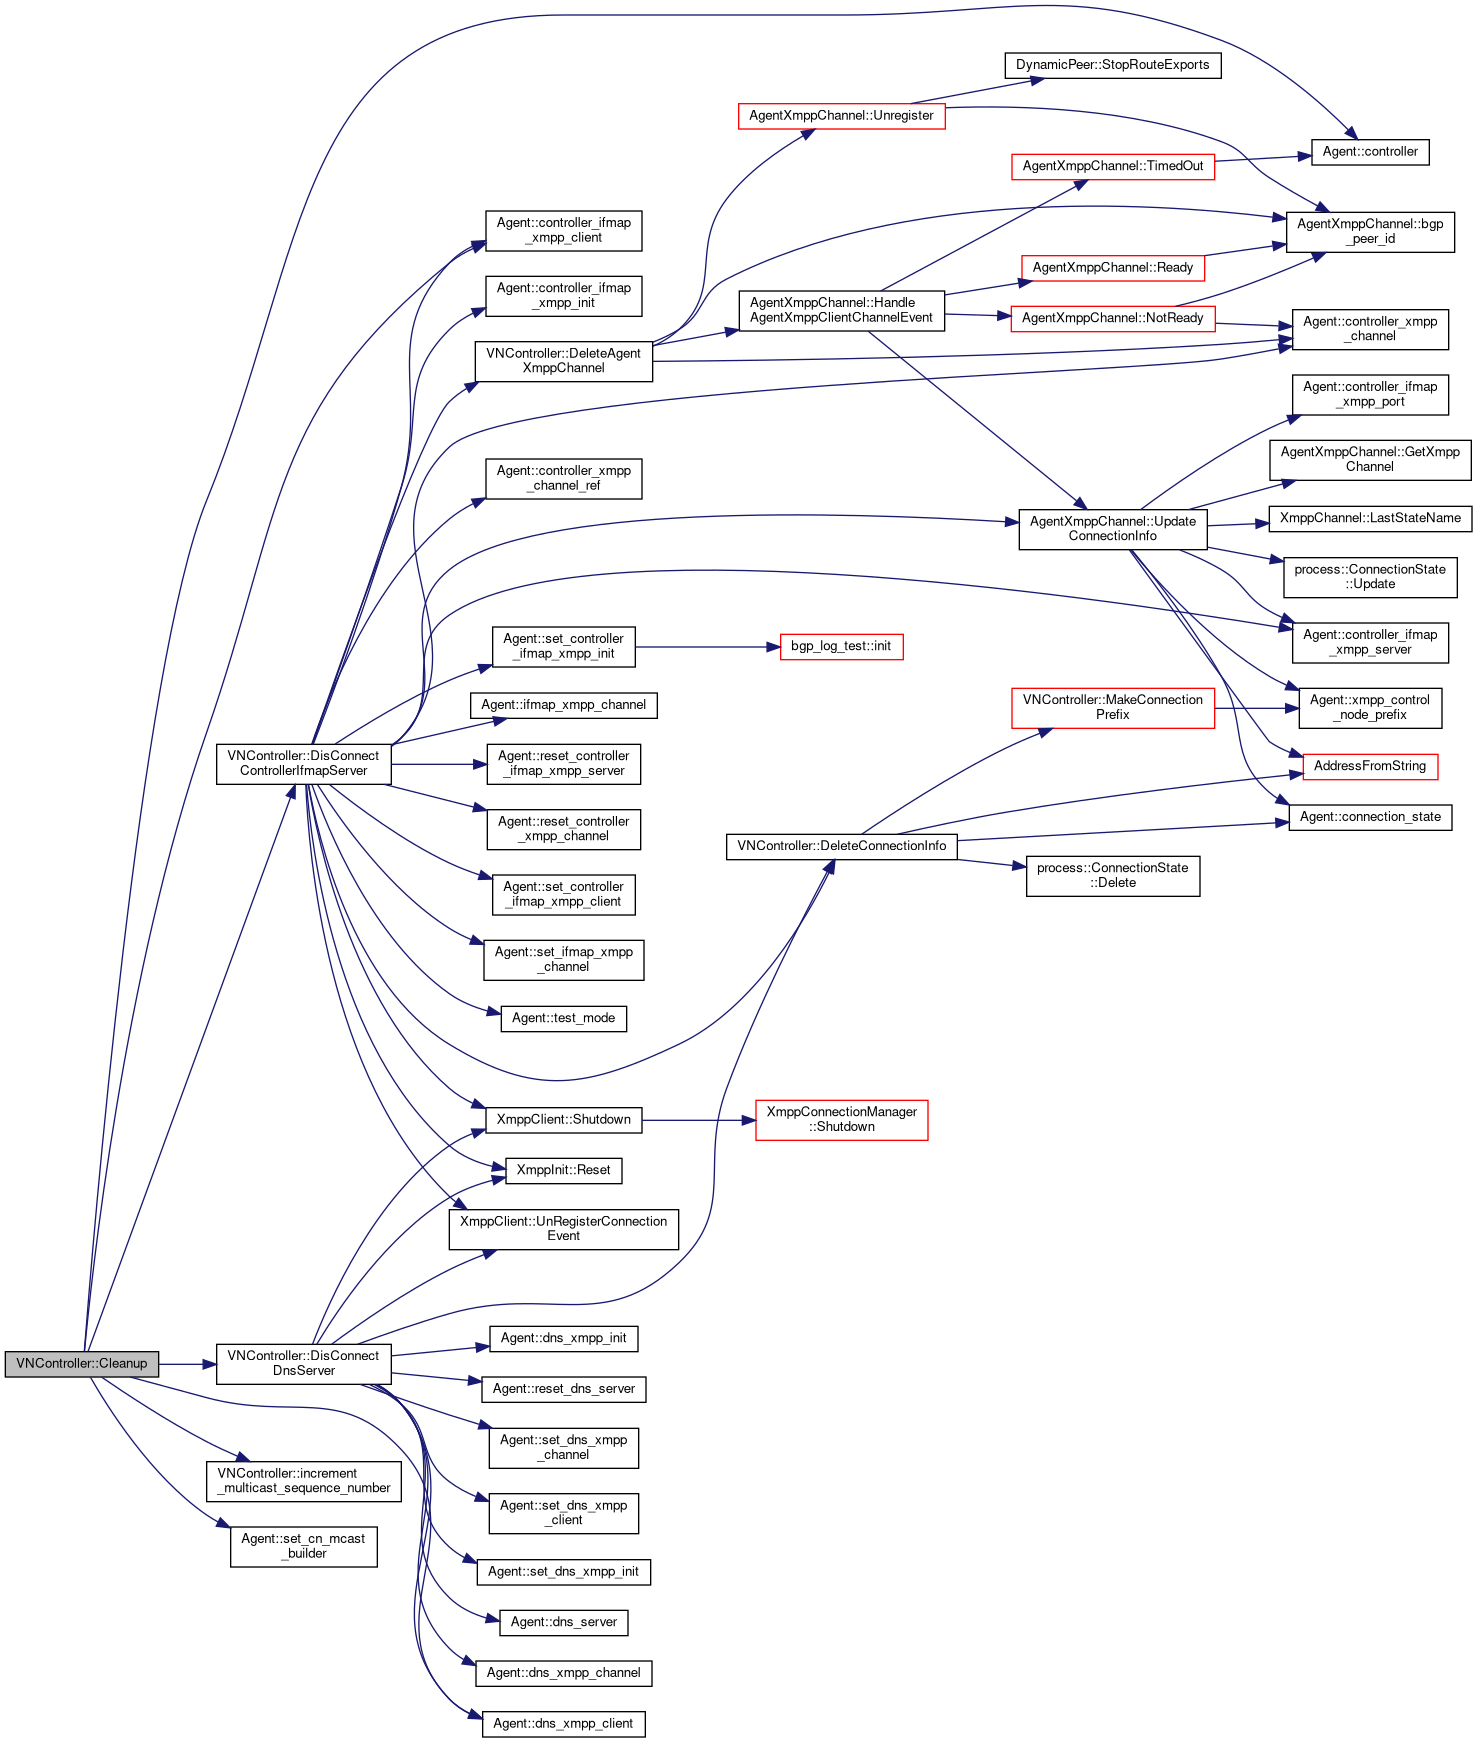 DynamicPeer::StopRouteExports
AgentXmppChannel::Unregister
Agent::controller
AgentXmppChannel::TimedOut
Agent::controller_ifmap
_xmpp_client
AgentXmppChannel::bgp
_peer_id
AgentXmppChannel::Ready
Agent::controller_ifmap
_xmpp_init
AgentXmppChannel::Handle
AgentXmppClientChannelEvent
AgentXmppChannel::NotReady
Agent::controller_xmpp
_channel
VNController::DeleteAgent
XmppChannel
Agent::controller_ifmap
_xmpp_port
Agent::controller_xmpp
_channel_ref
AgentXmppChannel::GetXmpp
Channel
AgentXmppChannel::Update
ConnectionInfo
XmppChannel::LastStateName
process::ConnectionState
::Update
Agent::set_controller
_ifmap_xmpp_init
bgp_log_test::init
Agent::controller_ifmap
_xmpp_server
Agent::ifmap_xmpp_channel
VNController::MakeConnection
Prefix
Agent::xmpp_control
_node_prefix
VNController::DisConnect
ControllerIfmapServer
Agent::reset_controller
_ifmap_xmpp_server
AddressFromString
Agent::reset_controller
_xmpp_channel
Agent::connection_state
VNController::DeleteConnectionInfo
process::ConnectionState
::Delete
Agent::set_controller
_ifmap_xmpp_client
Agent::set_ifmap_xmpp
_channel
Agent::test_mode
XmppClient::Shutdown
XmppConnectionManager
::Shutdown
XmppInit::Reset
XmppClient::UnRegisterConnection
Event
VNController::Cleanup
VNController::DisConnect
DnsServer
Agent::dns_xmpp_init
Agent::reset_dns_server
Agent::set_dns_xmpp
_channel
VNController::increment
_multicast_sequence_number
Agent::set_dns_xmpp
_client
Agent::set_cn_mcast
_builder
Agent::set_dns_xmpp_init
Agent::dns_server
Agent::dns_xmpp_channel
Agent::dns_xmpp_client